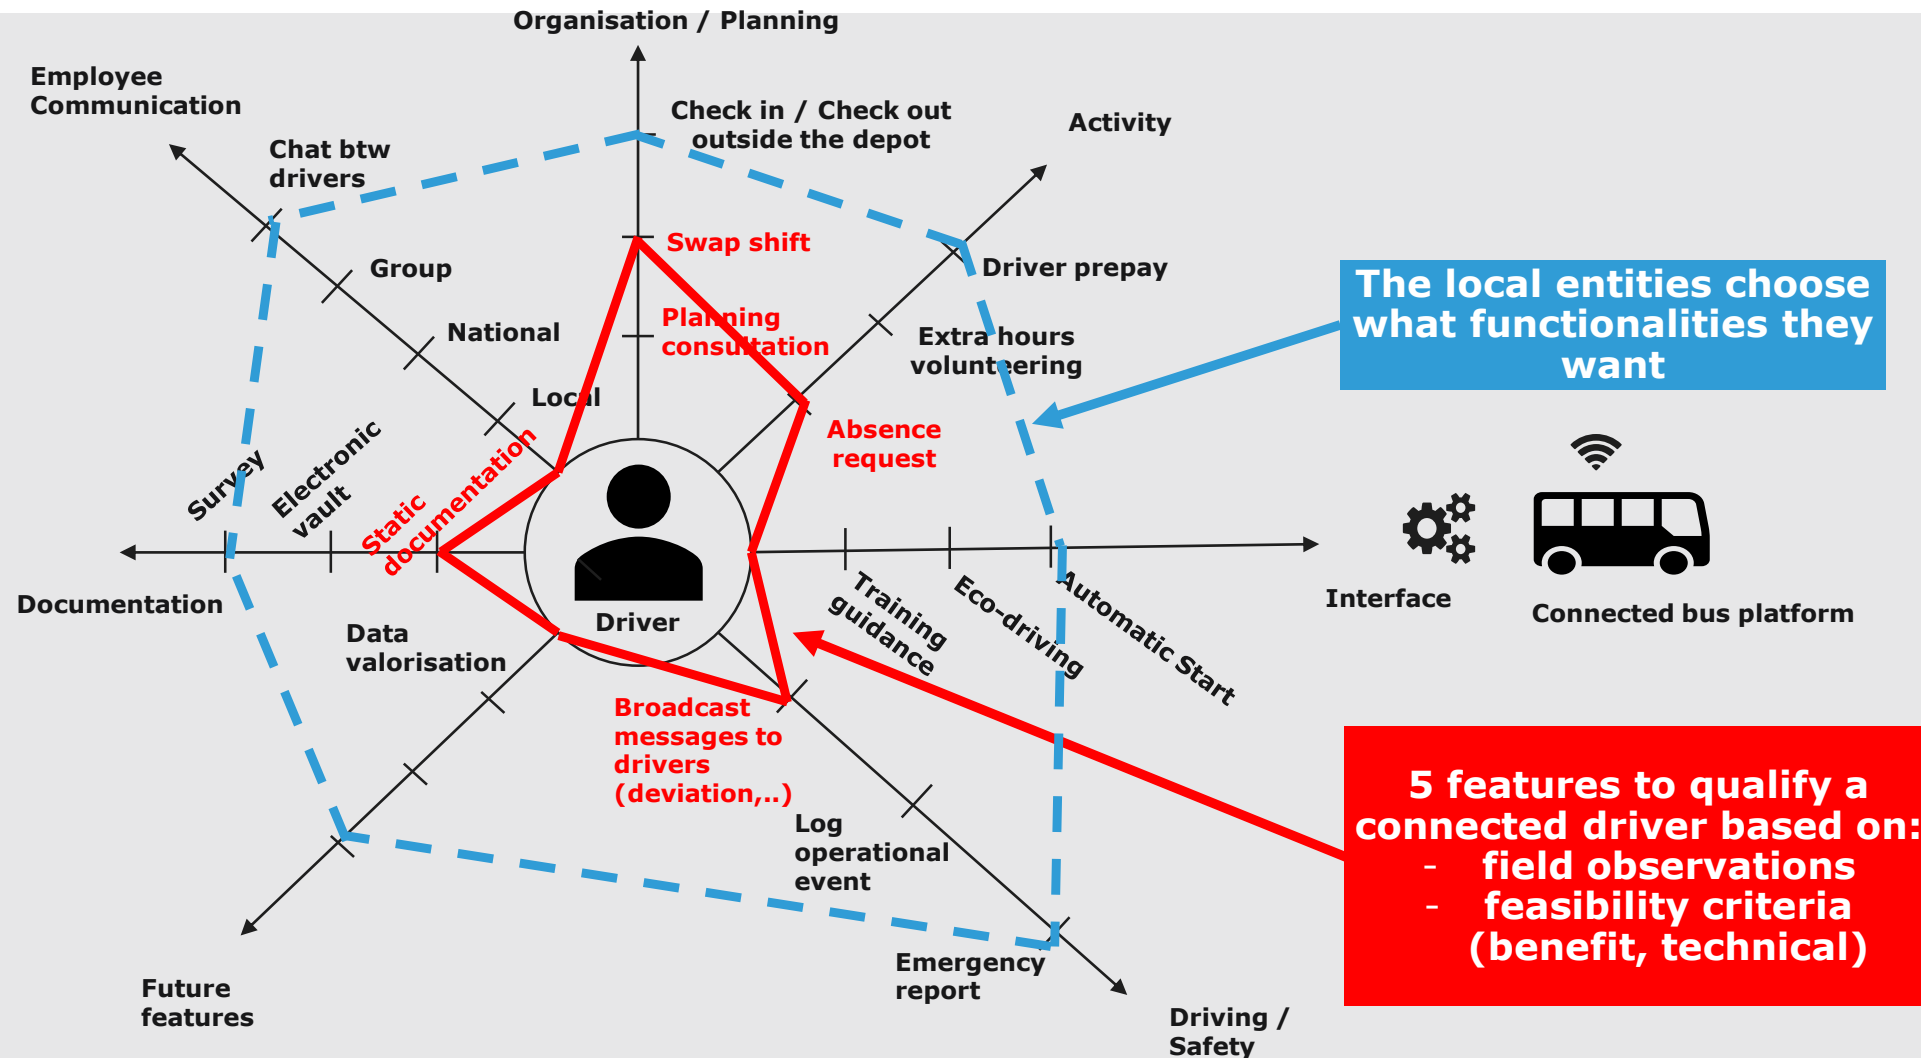 Organisation / Planning
Employee
Communication
Check in / Check out
outside the depot
Activity
Chat btw
drivers
Swap shift
Group
Driver prepay
National
Planning
consultation
Extra hours
volunteering
The local entities choose
what functionalities they
want
Local
Absence
request
Survey
Electronic
vault
Static
documentation
Documentation
Driver
Training
guidance
Eco-driving
Automatic Start
Interface
Connected bus platform
Data
valorisation
Broadcast
messages to
drivers
(deviation,..)
Log
operational
event
5 features to qualify a
connected driver based on:
- field observations
- feasibility criteria
(benefit, technical)
Emergency
report
Future
features
Driving /
Safety